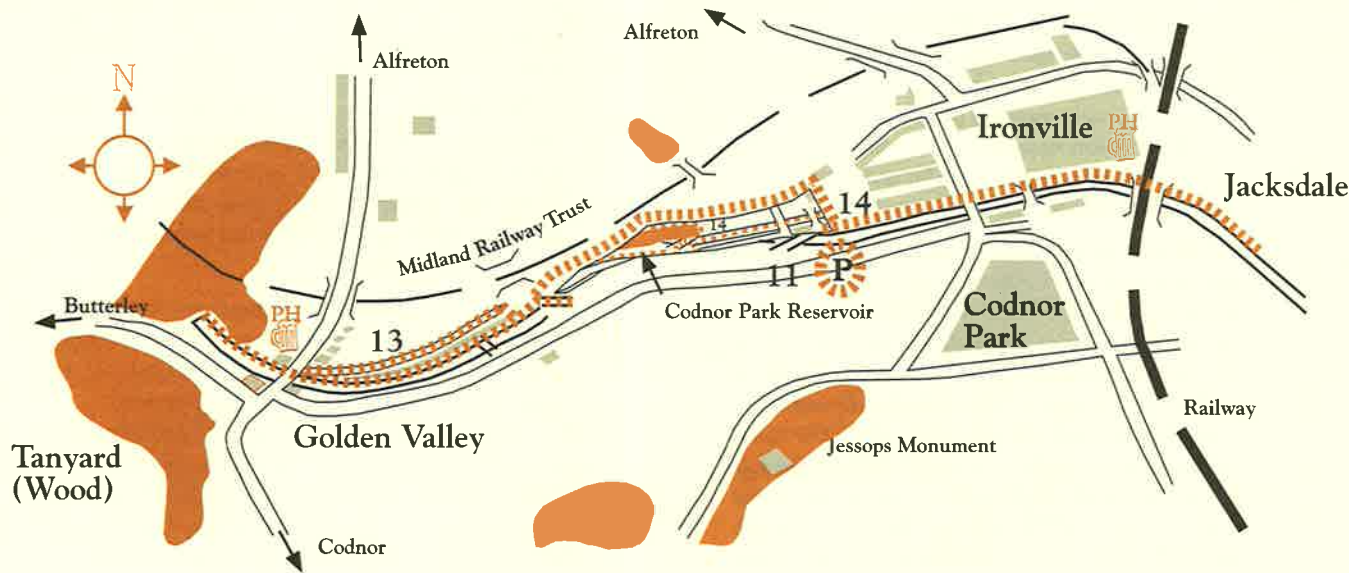 Alfreton
Alfreton
N
Ironville
PH
Jacksdale
14
Midland Railway Trust
14
11
P
Butterley
PH
Codnor Park Reservoir
13
Codnor
Park
Railway
Golden Valley
Jessops Monument
Tanyard
(Wood)
Codnor